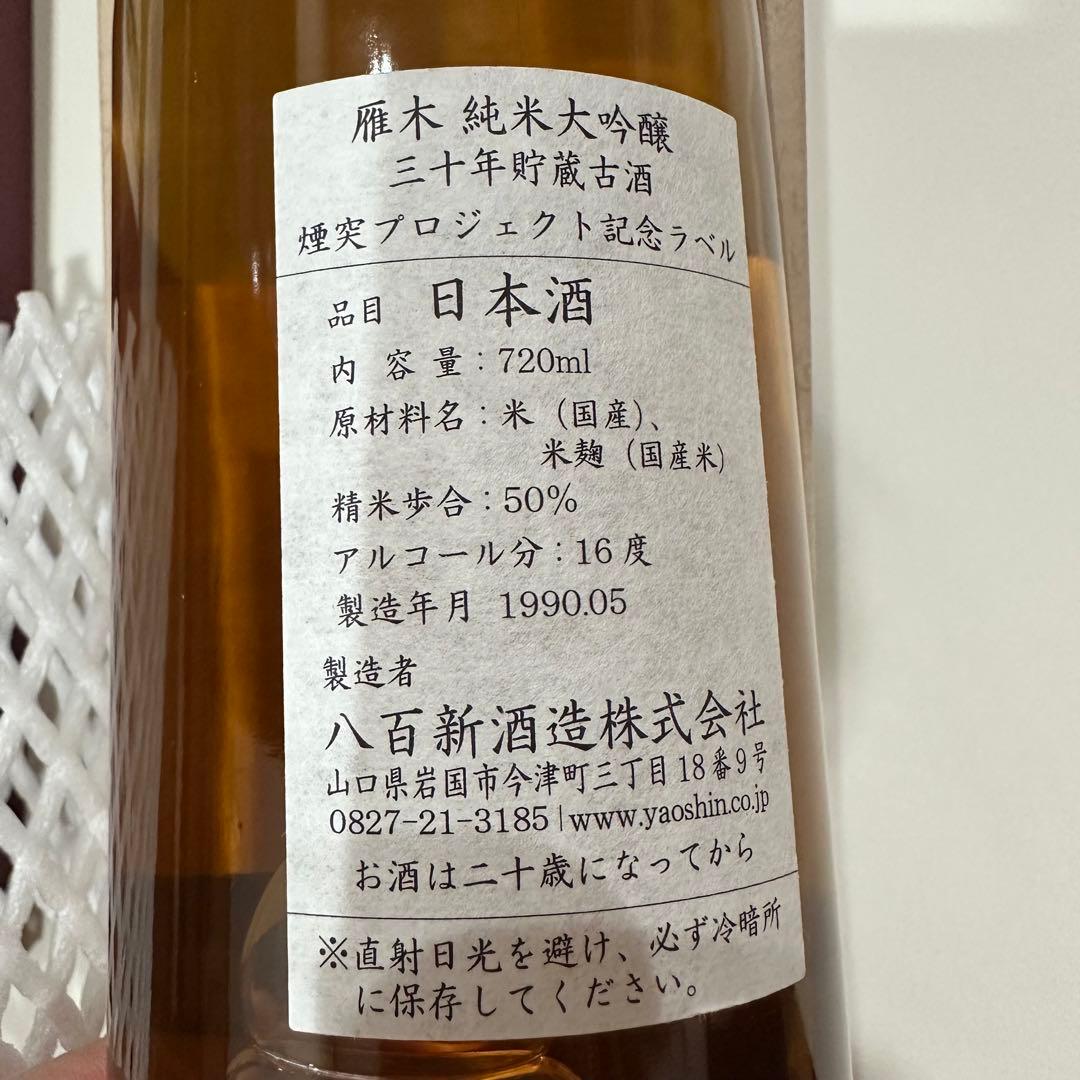 雁木 純米大吟醸
三十年貯蔵古酒
煙突プロジェクト記念ラベル
品目 日本酒
内 容 量：720ml
原材料名：米（国産）、
米麹（国産米）
精米歩合：50%
アルコール分：16 度
製造年月 1990.05
製造者
八百新酒造株式会社
山口県岩国市今津町三丁目18番9号
0827-21-3185 | www.yaoshin.co.jp
お酒は二十歳になってから
※直射日光を避け、必ず冷暗所
に保存してください。